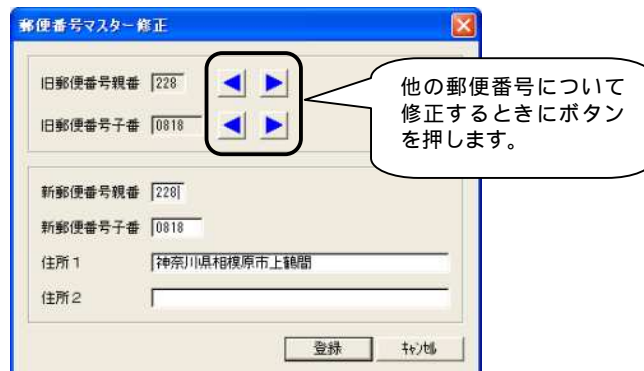 郵便番号マスター修正
旧郵便番号親番 228
旧郵便番号子番 0818
他の郵便番号について
修正するときにボタン
を押します。
新郵便番号親番 228
新郵便番号子番 0818
住所1 神奈川県相模原市上鶴間
住所2
登録 ｷｬﾝｾﾙ